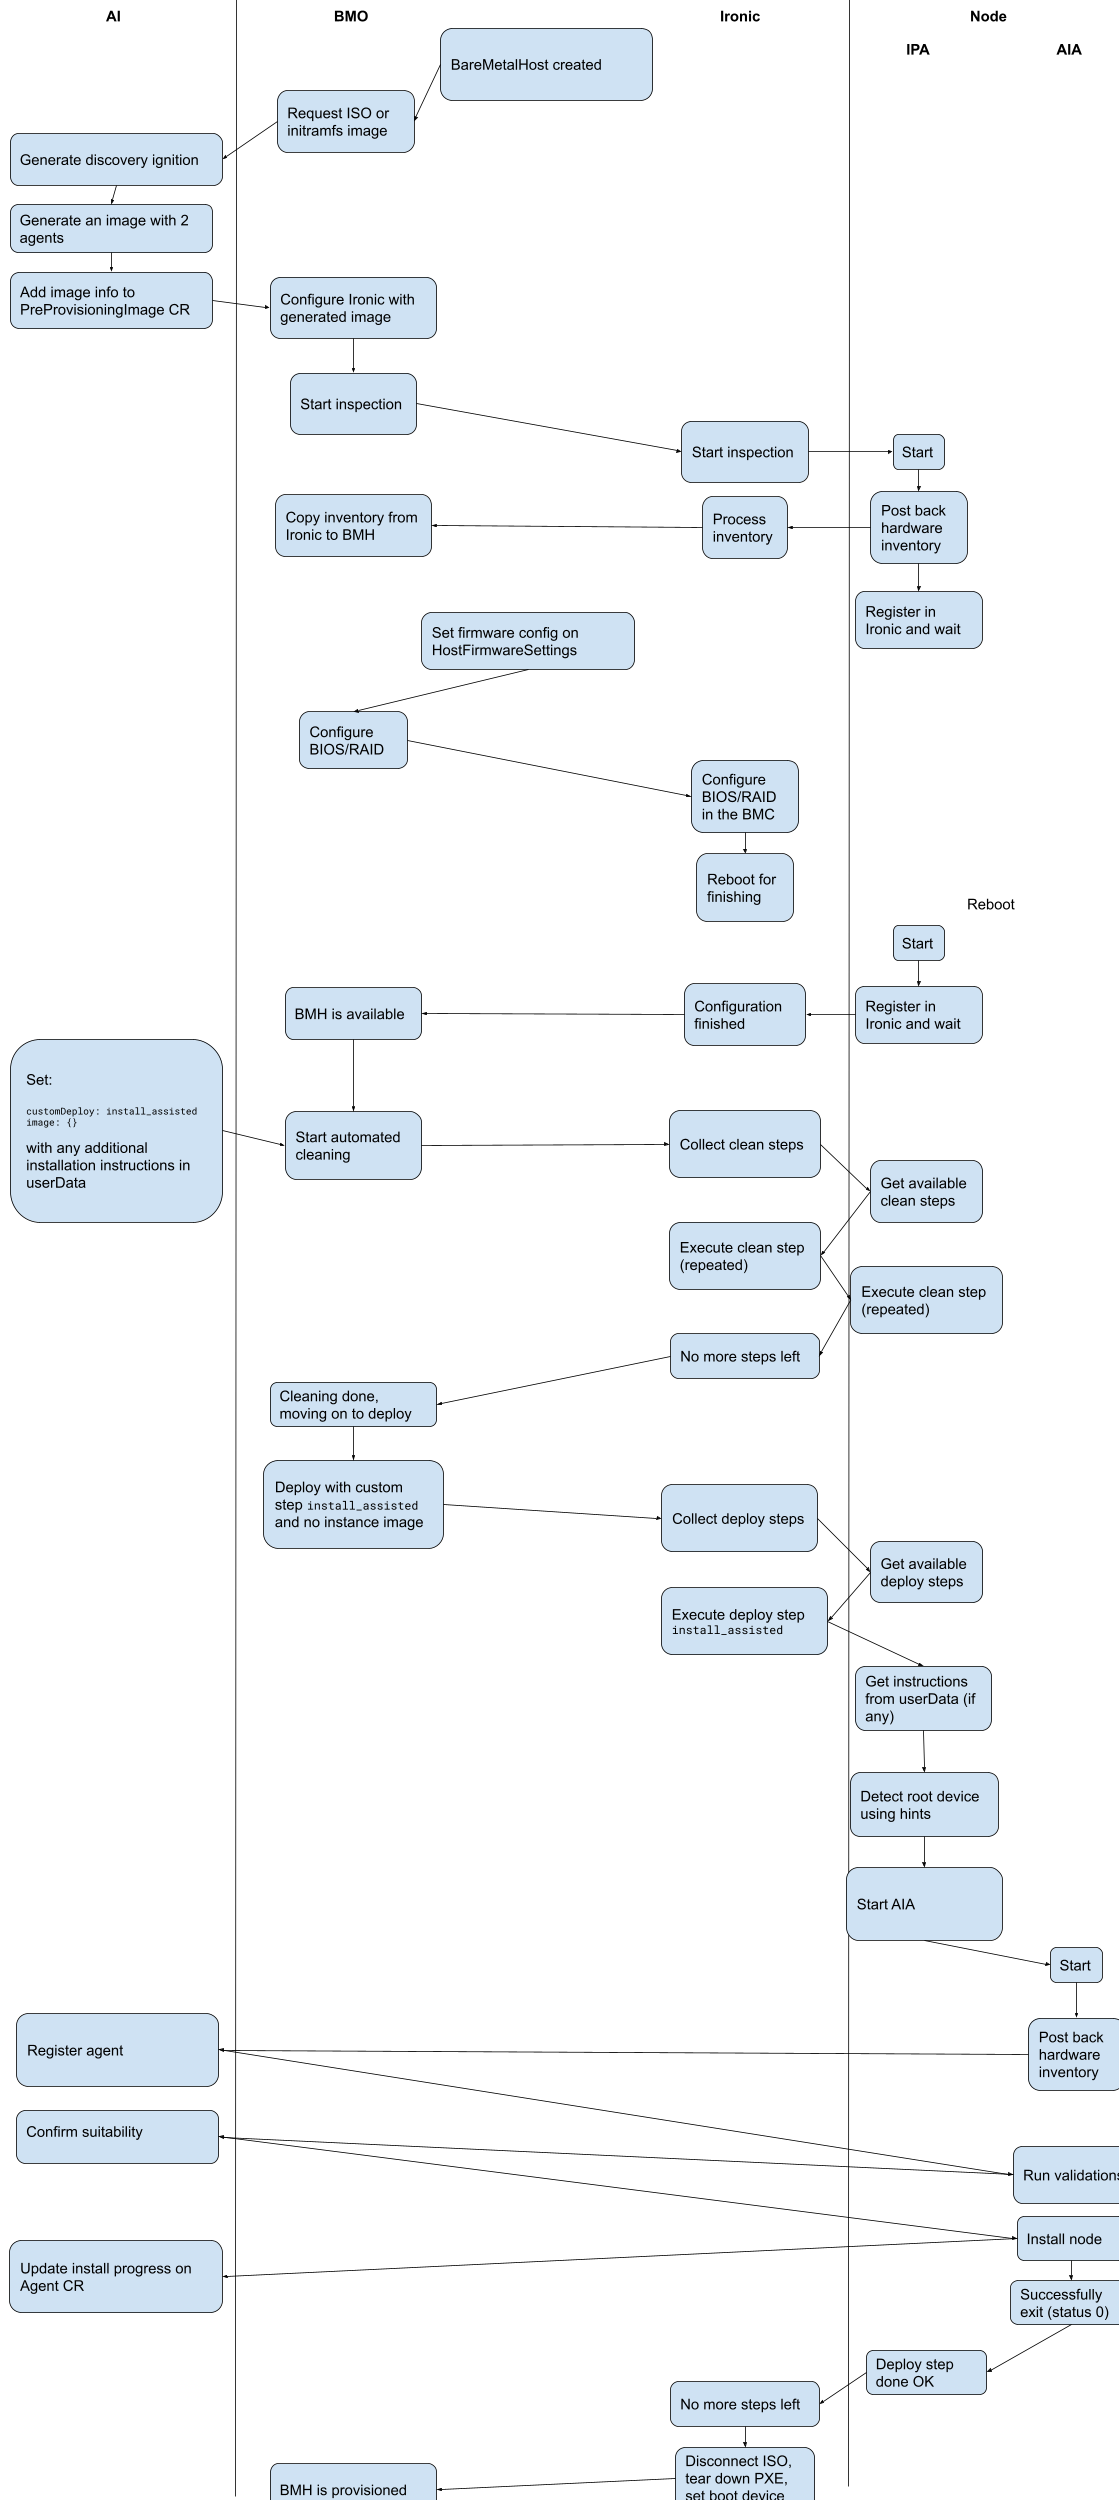 AI
BMO
Ironic
Node
IPA
AIA
BareMetalHost created
Request ISO or
initramfs image
Generate discovery ignition
Generate an image with 2
agents
Add image info to
PreProvisioningImage CR
Configure Ironic with
generated image
Start inspection
Start inspection
Start
Copy inventory from
Ironic to BMH
Process
inventory
Post back
hardware
inventory
Register in
Ironic and wait
Set firmware config on
HostFirmwareSettings
Configure
BIOS/RAID
Configure
BIOS/RAID
in the BMC
Reboot for
finishing
Reboot
Start
BMH is available
Configuration
finished
Register in
Ironic and wait
Set:
customDeploy: install_assisted
image: {}
with any additional
installation instructions in
userData
Start automated
cleaning
Collect clean steps
Get available
clean steps
Execute clean step
(repeated)
Execute clean step
(repeated)
No more steps left
Cleaning done,
moving on to deploy
Deploy with custom
step install_assisted
and no instance image
Collect deploy steps
Get available
deploy steps
Execute deploy step
install_assisted
Get instructions
from userData (if
any)
Detect root device
using hints
Start AIA
Start
Register agent
Post back
hardware
inventory
Confirm suitability
Run validations
Install node
Update install progress on
Agent CR
Successfully
exit (status 0)
Deploy step
done OK
No more steps left
Disconnect ISO,
tear down PXE,
set boot device
BMH is provisioned